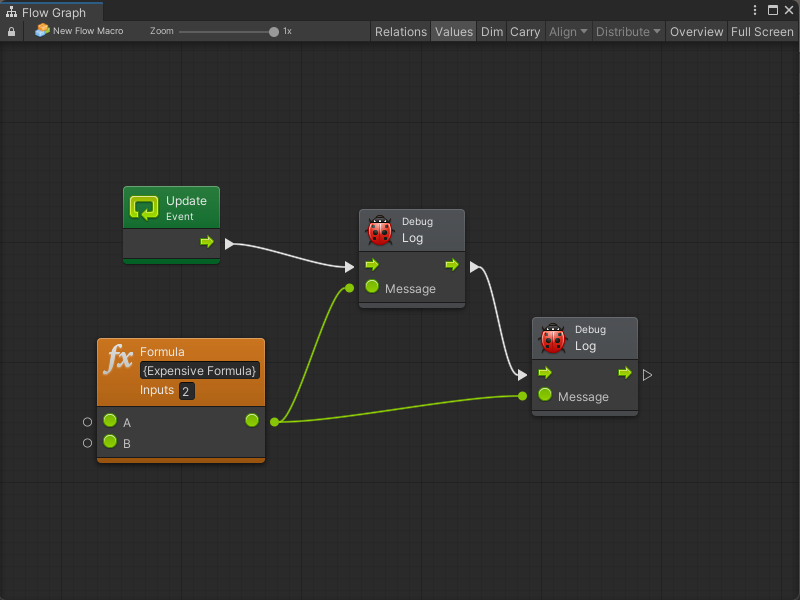 Flow Graph
New Flow Macro
Zoom
1x
Relations
Values
Dim
Carry
Align
Distribute
Overview
Full Screen
Update
Event
Debug
Log
Message
Debug
Log
Message
fx
Formula
{Expensive Formula}
Inputs 2
A
B